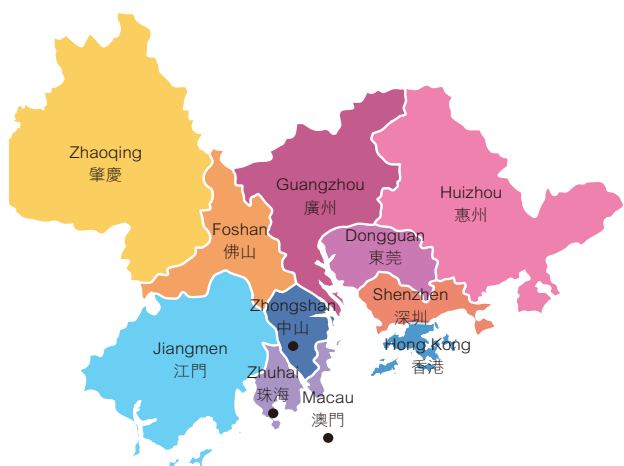 Zhaoqing
肇慶
Guangzhou
廣州
Huizhou
惠州
Foshan
佛山
Dongguan
東莞
Shenzhen
深圳
Zhongshan
中山
Hong Kong
香港
Jiangmen
江門
Zhuhai
珠海
Macau
澳門